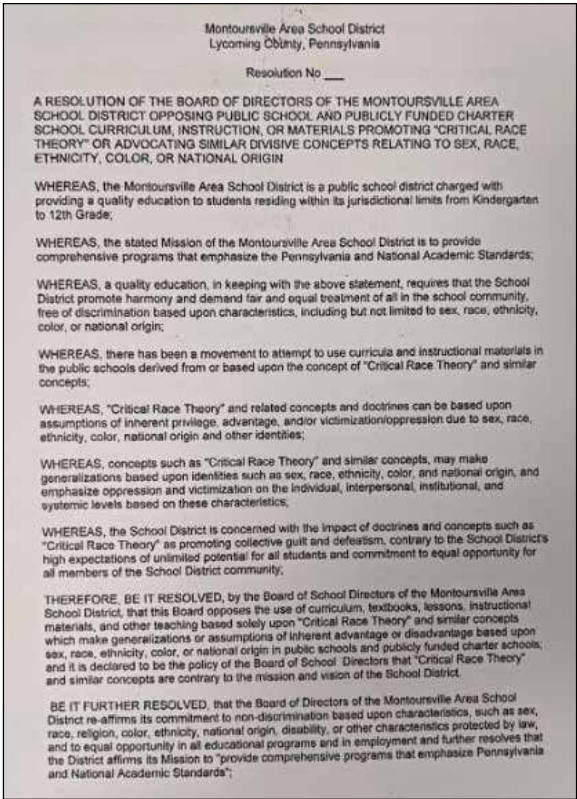 Montoursville Area School District
Lycoming County, Pennsylvania
Resolution No ___
A RESOLUTION OF THE BOARD OF DIRECTORS OF THE MONTOURSVILLE AREA
SCHOOL DISTRICT OPPOSING PUBLIC SCHOOL AND PUBLICLY FUNDED CHARTER
SCHOOL CURRICULUM, INSTRUCTION, OR MATERIALS PROMOTING "CRITICAL RACE
THEORY" OR ADVOCATING SIMILAR DIVISIVE CONCEPTS RELATING TO SEX, RACE,
ETHNICITY, COLOR, OR NATIONAL ORIGIN
WHEREAS, the Montoursville Area School District is a public school district charged with
providing a quality education to students residing within its jurisdictional limits from Kindergarten
to 12th Grade;
WHEREAS, the stated Mission of the Montoursville Area School District is to provide
comprehensive programs that emphasize the Pennsylvania and National Academic Standards;
WHEREAS, a quality education, in keeping with the above statement, requires that the School
District promote harmony and demand fair and equal treatment of all in the school community,
free of discrimination based upon characteristics, including but not limited to sex, race, ethnicity,
color, or national origin;
WHEREAS, there has been a movement to attempt to use curricula and instructional materials in
the public schools derived from or based upon the concept of "Critical Race Theory" and similar
concepts;
WHEREAS, "Critical Race Theory" and related concepts and doctrines can be based upon
assumptions of inherent privilege, advantage, and/or victimization/oppression due to sex, race,
ethnicity, color, national origin and other identities;
WHEREAS, concepts such as "Critical Race Theory" and similar concepts, may make
generalizations based upon identities such as sex, race, ethnicity, color, and national origin, and
emphasize oppression and victimization on the individual, interpersonal, institutional, and
systemic levels based on these characteristics;
WHEREAS, the School District is concerned with the impact of doctrines and concepts such as
"Critical Race Theory" as promoting collective guilt and defeatism, contrary to the School District's
high expectations of unlimited potential for all students and commitment to equal opportunity for
all members of the School District community;
THEREFORE, BE IT RESOLVED, by the Board of School Directors of the Montoursville Area
School District, that this Board opposes the use of curriculum, textbooks, lessons, instructional
materials, and other teaching based solely upon "Critical Race Theory" and similar concepts
which make generalizations or assumptions of inherent advantage or disadvantage based upon
sex, race, ethnicity, color, or national origin in public schools and publicly funded charter schools;
and it is declared to be the policy of the Board of School Directors that "Critical Race Theory"
and similar concepts are contrary to the mission and vision of the School District.
BE IT FURTHER RESOLVED, that the Board of Directors of the Montoursville Area School
District re-affirms its commitment to non-discrimination based upon characteristics, such as sex,
race, religion, color, ethnicity, national origin, disability, or other characteristics protected by law,
and to equal opportunity in all educational programs and in employment and further resolves that
the District affirms its Mission to "provide comprehensive programs that emphasize Pennsylvania
and National Academic Standards";